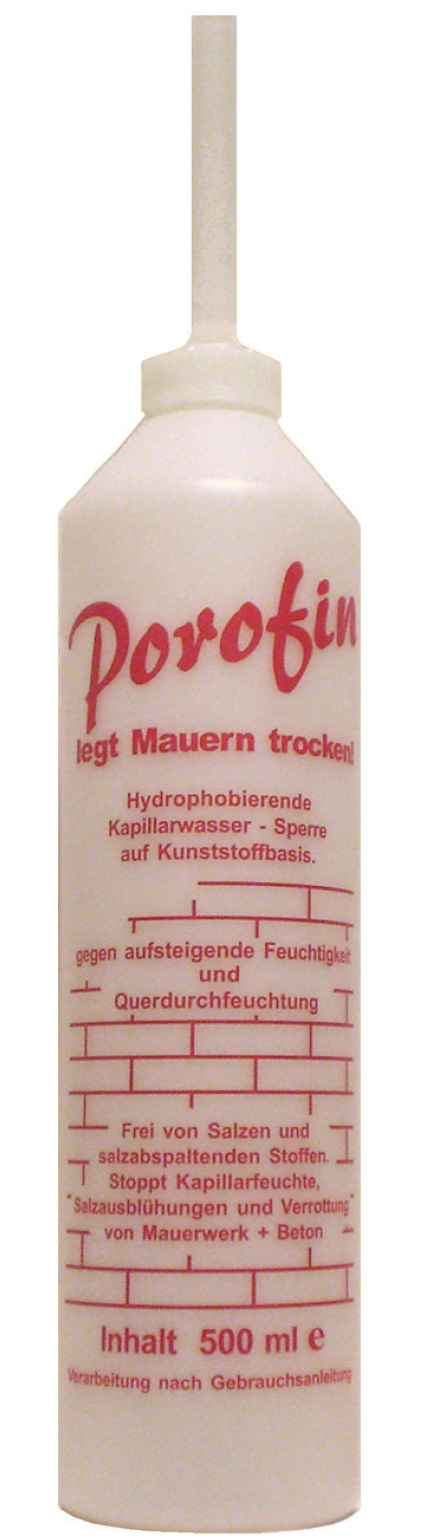 Porofin
legt Mauern trocken!
Hydrophobierende
Kapillarwasser - Sperre
auf Kunststoffbasis.
gegen aufsteigende Feuchtigkeit
und
Querdurchfeuchtung
Frei von Salzen und
salzabspaltenden Stoffen.
Stoppt Kapillarfeuchte,
Salzausblühungen und Verrottung
von Mauerwerk + Beton
Inhalt 500 ml e
Verarbeitung nach Gebrauchsanleitung